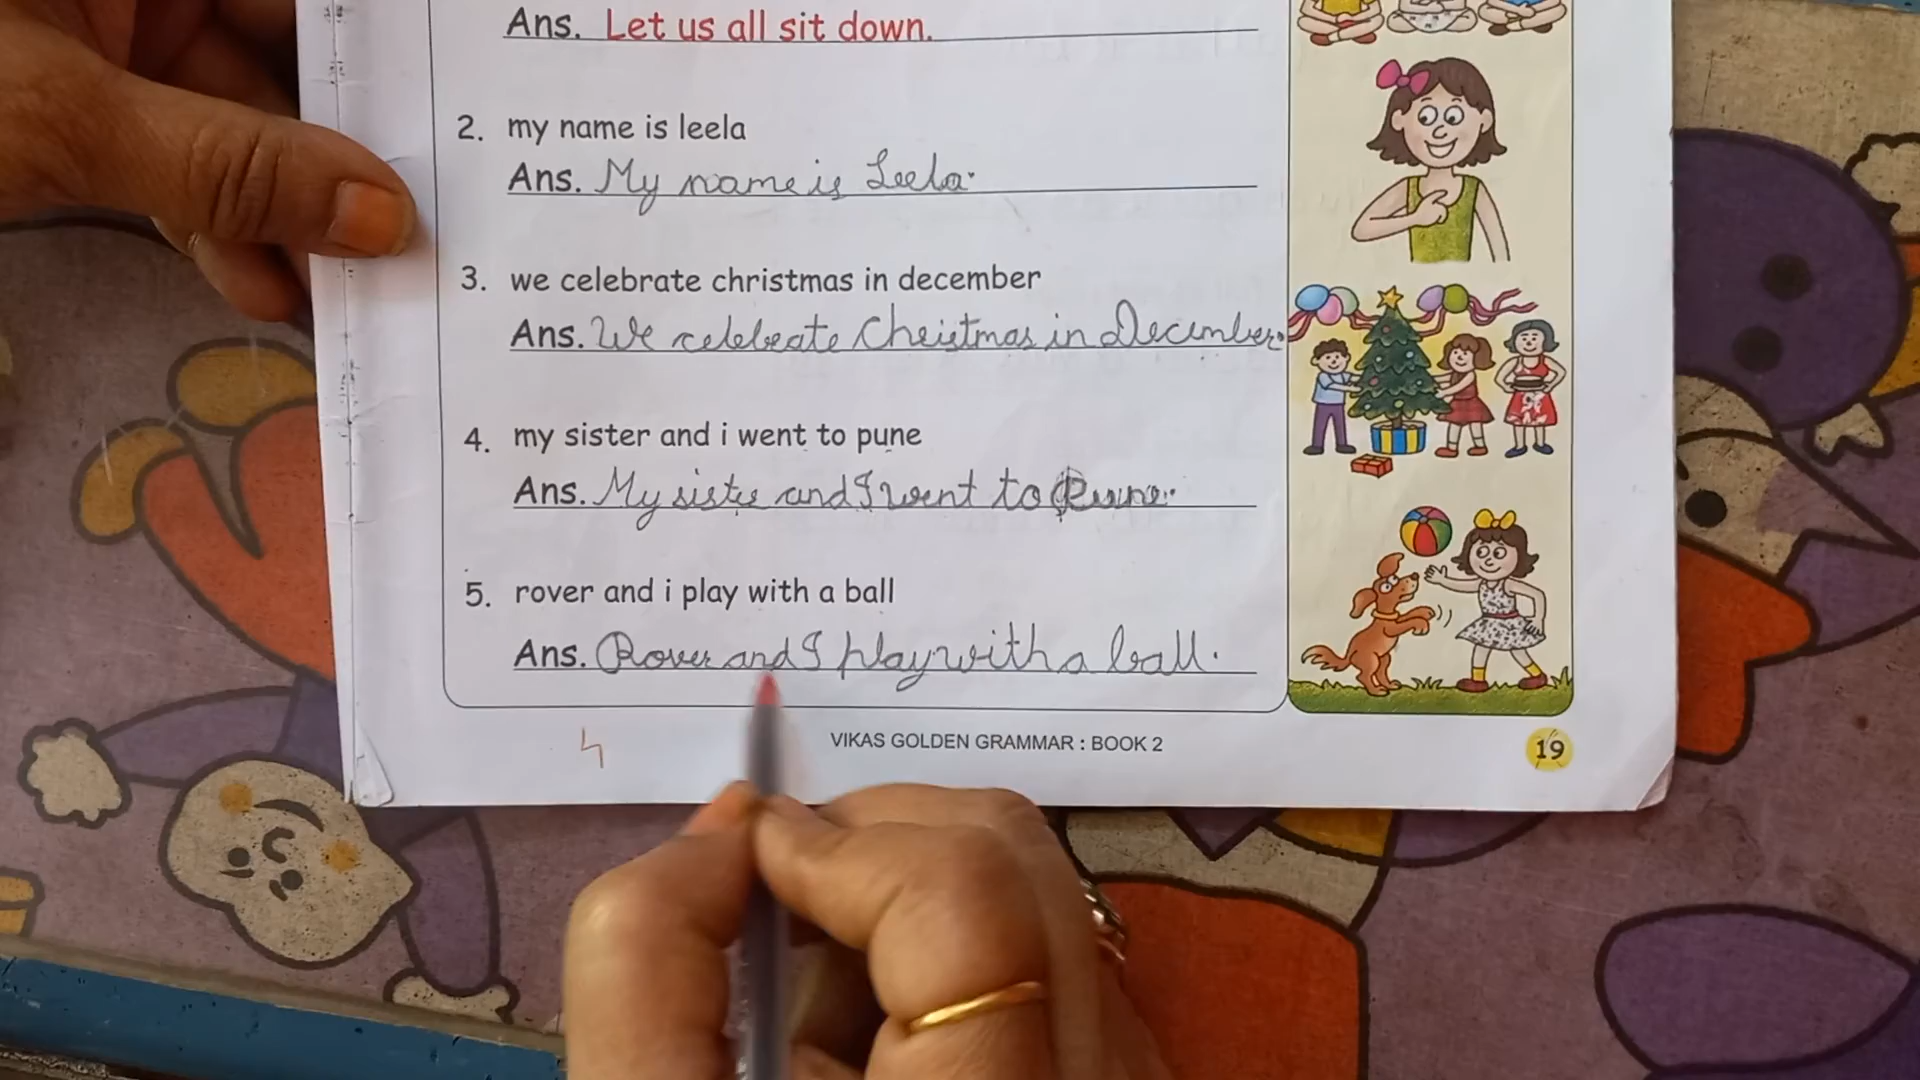 Ans. Let us all sit down.
2. my name is leela
Ans. My name is Leela.
3. we celebrate christmas in december
Ans. We celebrate Christmas in December.
4. my sister and i went to pune
Ans. My sister and I went to Pune.
5. rover and i play with a ball
Ans. Rover and I play with a ball.
VIKAS GOLDEN GRAMMAR : BOOK 2
19